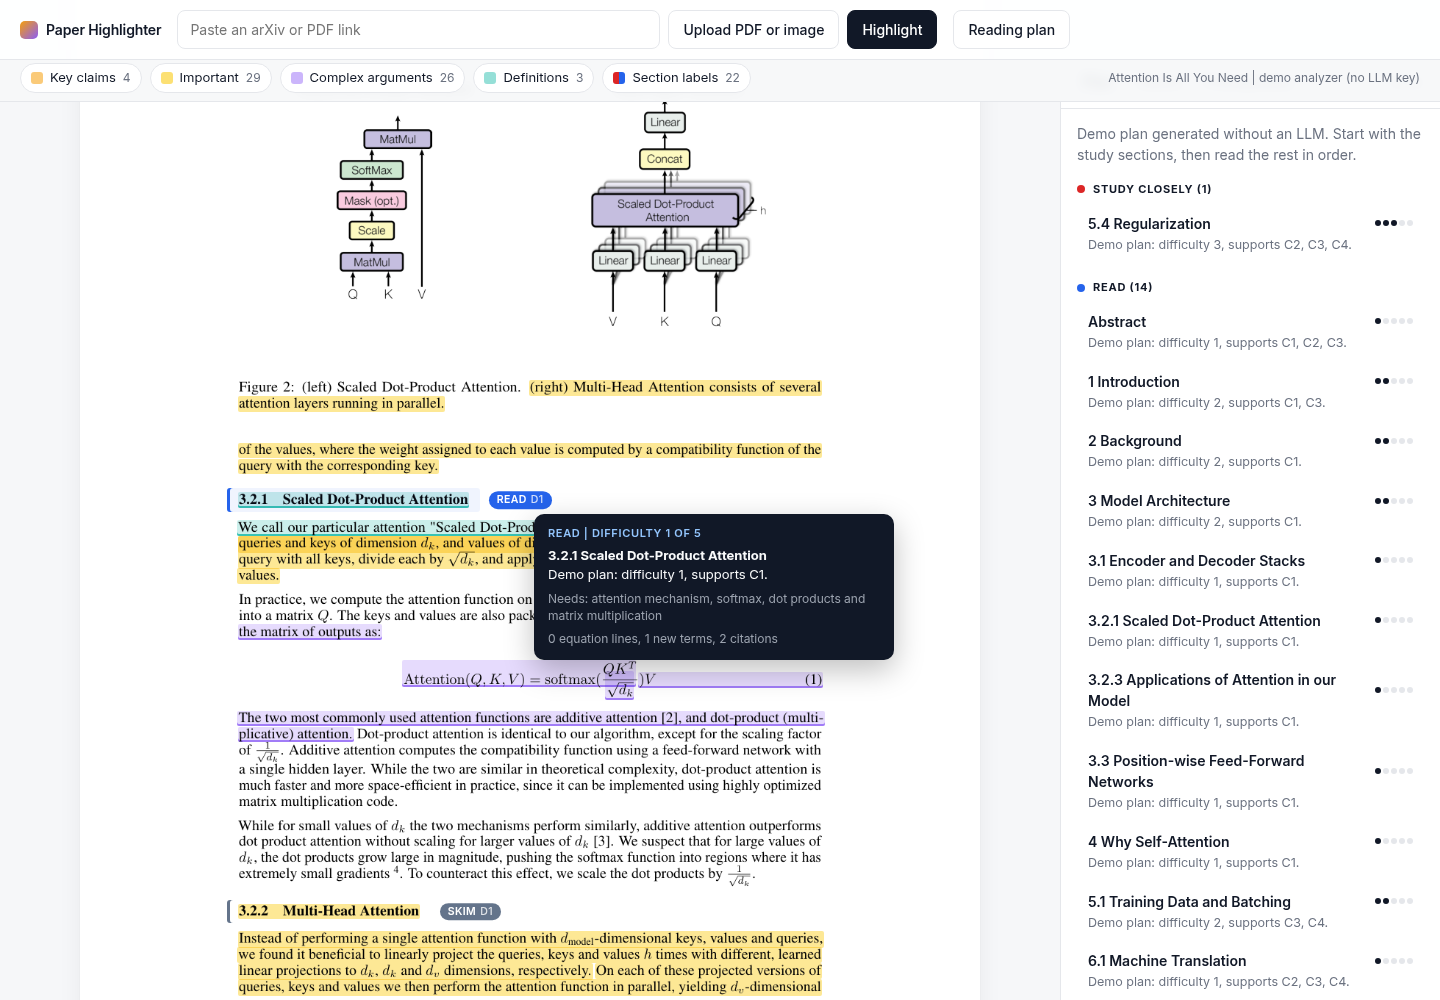 Paper Highlighter
Paste an arXiv or PDF link
Upload PDF or image
Highlight
Reading plan
Key claims 4
Important 29
Complex arguments 26
Definitions 3
Section labels 22
Attention Is All You Need | demo analyzer (no LLM key)
MatMul
SoftMax
Mask (opt.)
Scale
MatMul
Q K V
Linear
Concat
Scaled Dot-Product
Attention
h
Linear Linear Linear
V K Q
Figure 2: (left) Scaled Dot-Product Attention. (right) Multi-Head Attention consists of several
attention layers running in parallel.
of the values, where the weight assigned to each value is computed by a compatibility function of the
query with the corresponding key.
3.2.1 Scaled Dot-Product Attention READ D1
We call our particular attention "Scaled Dot-Prod
queries and keys of dimension dk, and values of di
query with all keys, divide each by √dk, and apply
values.
In practice, we compute the attention function on
into a matrix Q. The keys and values are also pack
the matrix of outputs as:
READ | DIFFICULTY 1 OF 5
3.2.1 Scaled Dot-Product Attention
Demo plan: difficulty 1, supports C1.
Needs: attention mechanism, softmax, dot products and
matrix multiplication
0 equation lines, 1 new terms, 2 citations
Attention(Q, K, V) = softmax(QK^T/√dk)V (1)
The two most commonly used attention functions are additive attention [2], and dot-product (multi-
plicative) attention. Dot-product attention is identical to our algorithm, except for the scaling factor
of 1/√dk. Additive attention computes the compatibility function using a feed-forward network with
a single hidden layer. While the two are similar in theoretical complexity, dot-product attention is
much faster and more space-efficient in practice, since it can be implemented using highly optimized
matrix multiplication code.
While for small values of dk the two mechanisms perform similarly, additive attention outperforms
dot product attention without scaling for larger values of dk [3]. We suspect that for large values of
dk, the dot products grow large in magnitude, pushing the softmax function into regions where it has
extremely small gradients 4. To counteract this effect, we scale the dot products by 1/√dk.
3.2.2 Multi-Head Attention SKIM D1
Instead of performing a single attention function with dmodel-dimensional keys, values and queries,
we found it beneficial to linearly project the queries, keys and values h times with different, learned
linear projections to dk, dk and dv dimensions, respectively. On each of these projected versions of
queries, keys and values we then perform the attention function in parallel, yielding dv-dimensional
Demo plan generated without an LLM. Start with the
study sections, then read the rest in order.
STUDY CLOSELY (1)
5.4 Regularization
Demo plan: difficulty 3, supports C2, C3, C4.
READ (14)
Abstract
Demo plan: difficulty 1, supports C1, C2, C3.
1 Introduction
Demo plan: difficulty 2, supports C1, C3.
2 Background
Demo plan: difficulty 2, supports C1.
3 Model Architecture
Demo plan: difficulty 2, supports C1.
3.1 Encoder and Decoder Stacks
Demo plan: difficulty 1, supports C1.
3.2.1 Scaled Dot-Product Attention
Demo plan: difficulty 1, supports C1.
3.2.3 Applications of Attention in our
Model
Demo plan: difficulty 1, supports C1.
3.3 Position-wise Feed-Forward
Networks
Demo plan: difficulty 1, supports C1.
4 Why Self-Attention
Demo plan: difficulty 1, supports C1.
5.1 Training Data and Batching
Demo plan: difficulty 2, supports C3, C4.
6.1 Machine Translation
Demo plan: difficulty 1, supports C2, C3, C4.